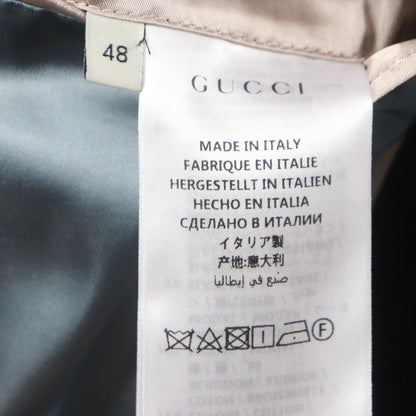 48
GUCCI
MADE IN ITALY
FABRIQUE EN ITALIE
HERGESTELLT IN ITALIEN
HECHO EN ITALIA
СДЕЛАНО В ИТАЛИИ
イタリア製
产地:意大利
صنع في إيطاليا
F